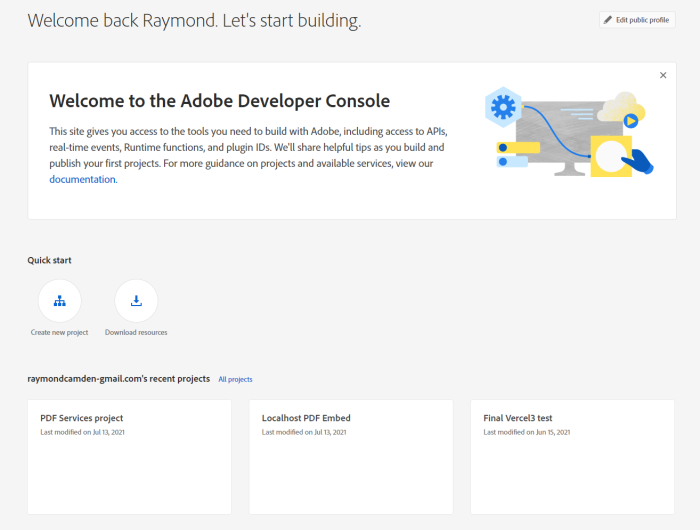 Welcome back Raymond. Let's start building.
Edit public profile
Welcome to the Adobe Developer Console
This site gives you access to the tools you need to build with Adobe, including access to APIs,
real-time events, Runtime functions, and plugin IDs. We'll share helpful tips as you build and
publish your first projects. For more guidance on projects and available services, view our
documentation.
Quick start
Create new project
Download resources
raymondcamden-gmail.com's recent projects All projects
PDF Services project
Last modified on Jul 13, 2021
Localhost PDF Embed
Last modified on Jul 13, 2021
Final Vercel3 test
Last modified on Jun 15, 2021